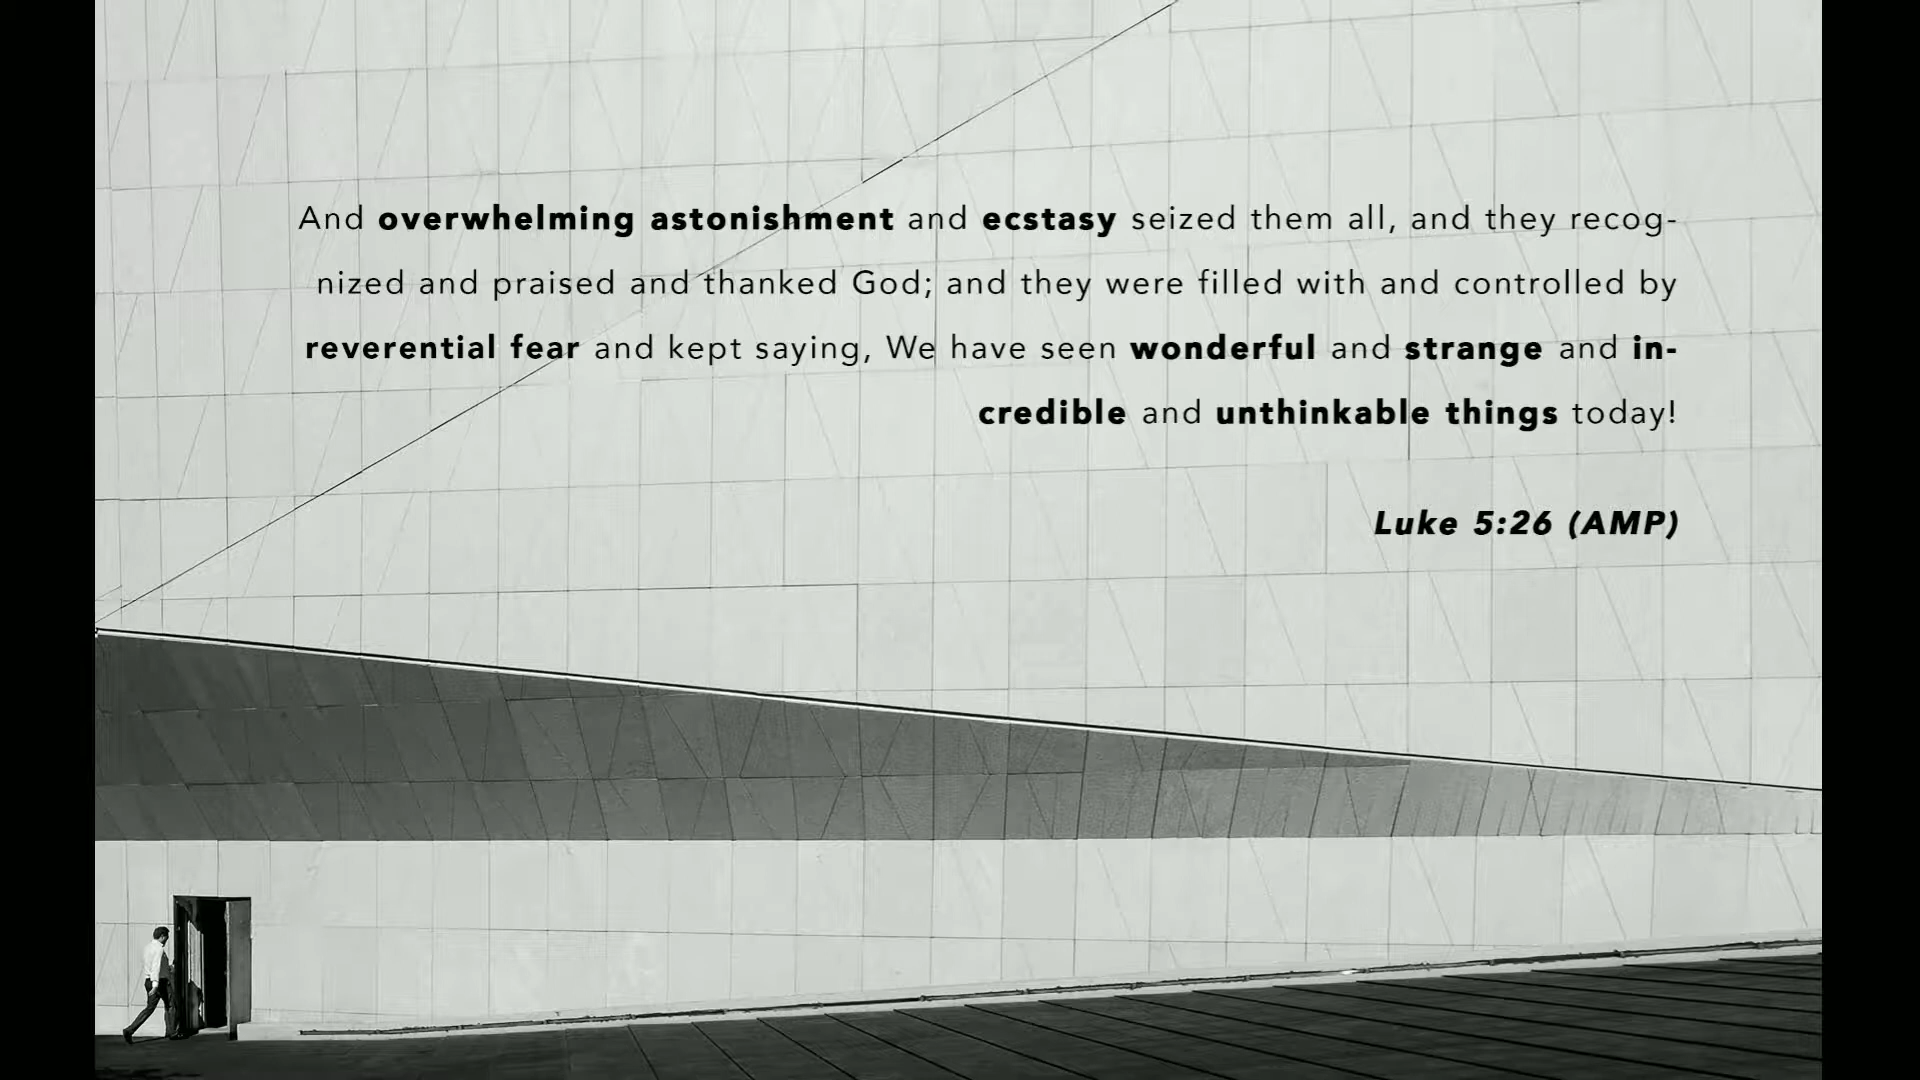 And overwhelming astonishment and ecstasy seized them all, and they recog-
nized and praised and thanked God; and they were filled with and controlled by
reverential fear and kept saying, We have seen wonderful and strange and in-
credible and unthinkable things today!
Luke 5:26 (AMP)